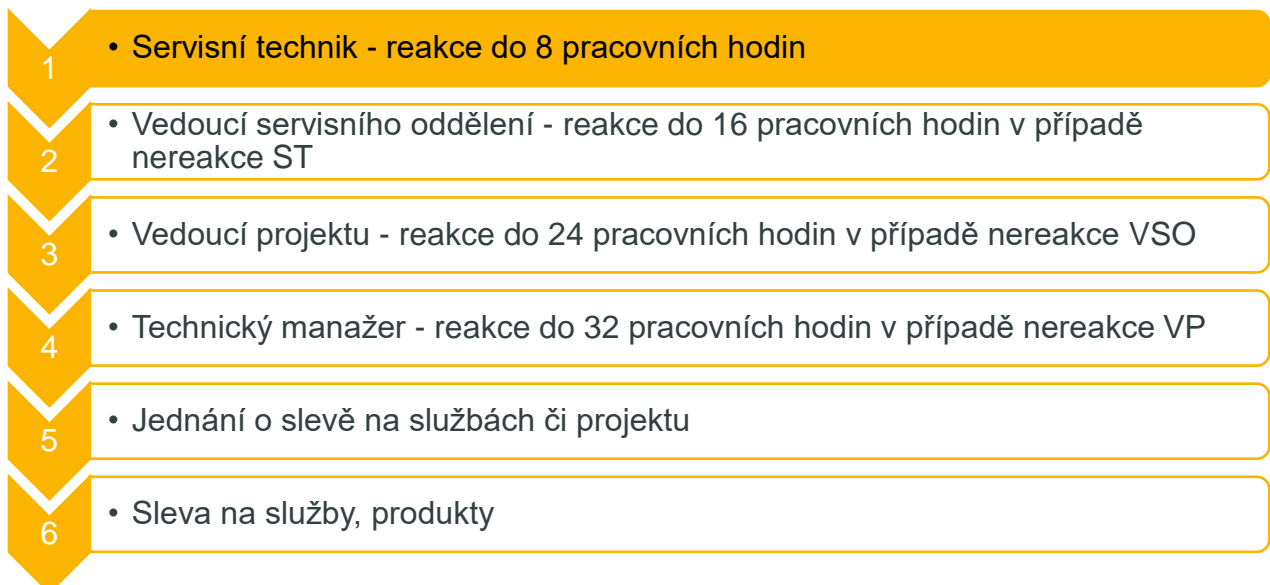 1
• Servisní technik - reakce do 8 pracovních hodin
2
• Vedoucí servisního oddělení - reakce do 16 pracovních hodin v případě
nereakce ST
3
• Vedoucí projektu - reakce do 24 pracovních hodin v případě nereakce VSO
4
• Technický manažer - reakce do 32 pracovních hodin v případě nereakce VP
5
• Jednání o slevě na službách či projektu
6
• Sleva na služby, produkty